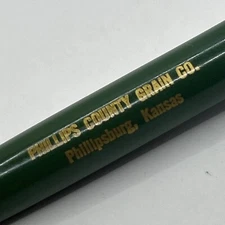 PHILLIPS COUNTY GRAIN CO.
Phillipsburg, Kansas